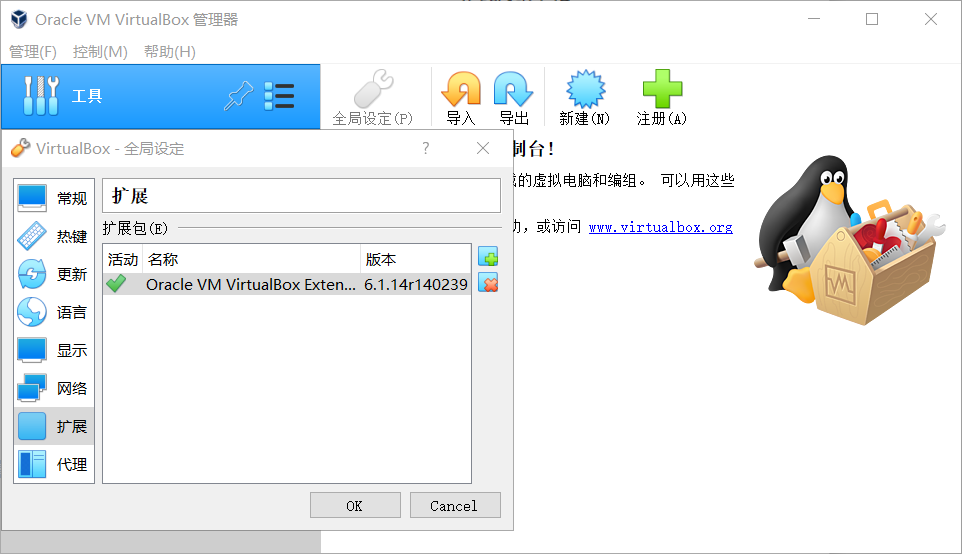 Oracle VM VirtualBox 管理器
管理(F) 控制(M) 帮助(H)
工具
全局设定(P) 导入 导出 新建(N) 注册(A)
VirtualBox - 全局设定 ?
制台!
的虚拟电脑和编组。 可以用这些
,或访问 www.virtualbox.org
常规
热键
更新
语言
显示
网络
扩展
代理
扩展
扩展包(E)
活动 名称 版本
Oracle VM VirtualBox Exten... 6.1.14r140239
OK Cancel